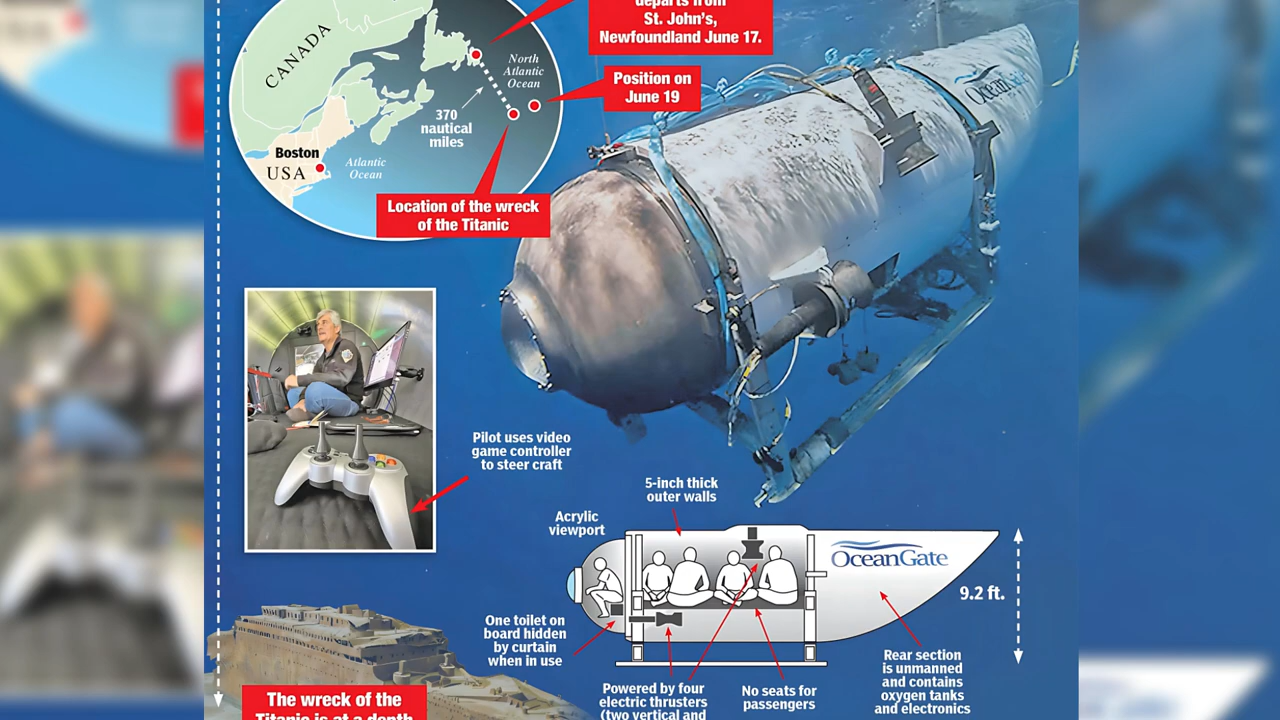 departs from
St. John's,
Newfoundland June 17.
CANADA
North
Atlantic
Ocean
Position on
June 19
370
nautical
miles
Boston
USA
Atlantic
Ocean
Location of the wreck
of the Titanic
OceanGate
Pilot uses video
game controller
to steer craft
5-inch thick
outer walls
Acrylic
viewport
OceanGate
9.2 ft.
One toilet on
board hidden
by curtain
when in use
Powered by four
electric thrusters
(two vertical and
No seats for
passengers
Rear section
is unmanned
and contains
oxygen tanks
and electronics
The wreck of the
Titanic is at a depth